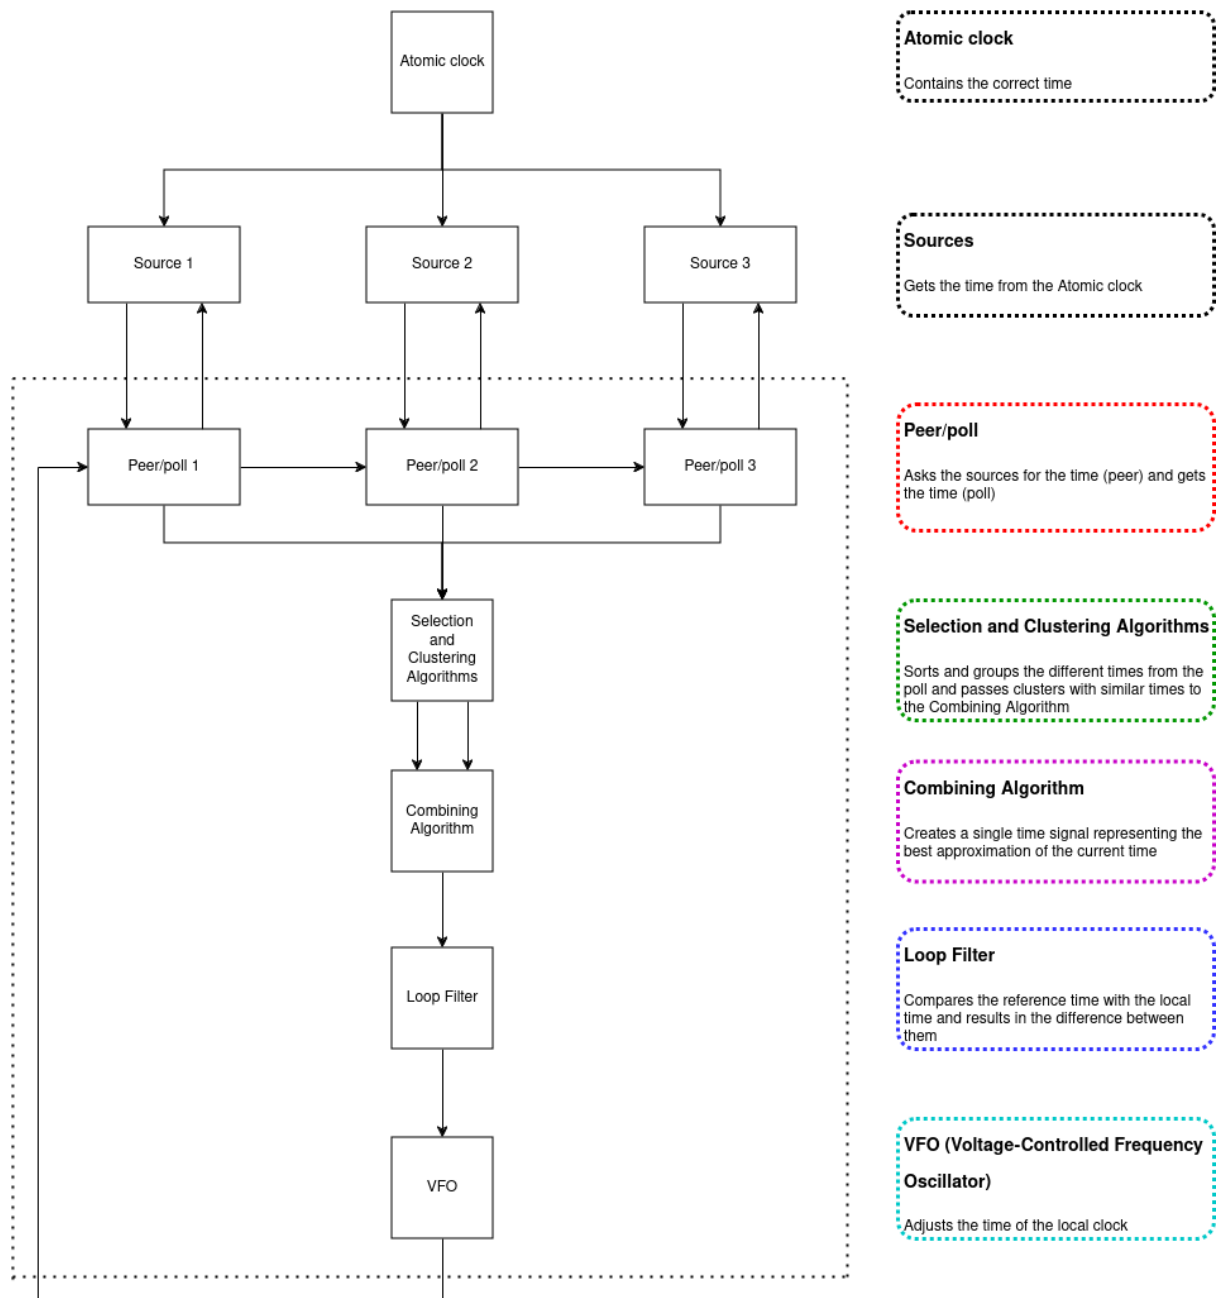 Atomic clock
Source 1
Source 2
Source 3
Peer/poll 1
Peer/poll 2
Peer/poll 3
Selection
and
Clustering
Algorithms
Combining
Algorithm
Loop Filter
VFO
Atomic clock
Contains the correct time
Sources
Gets the time from the Atomic clock
Peer/poll
Asks the sources for the time (peer) and gets
the time (poll)
Selection and Clustering Algorithms
Sorts and groups the different times from the
poll and passes clusters with similar times to
the Combining Algorithm
Combining Algorithm
Creates a single time signal representing the
best approximation of the current time
Loop Filter
Compares the reference time with the local
time and results in the difference between
them
VFO (Voltage-Controlled Frequency
Oscillator)
Adjusts the time of the local clock